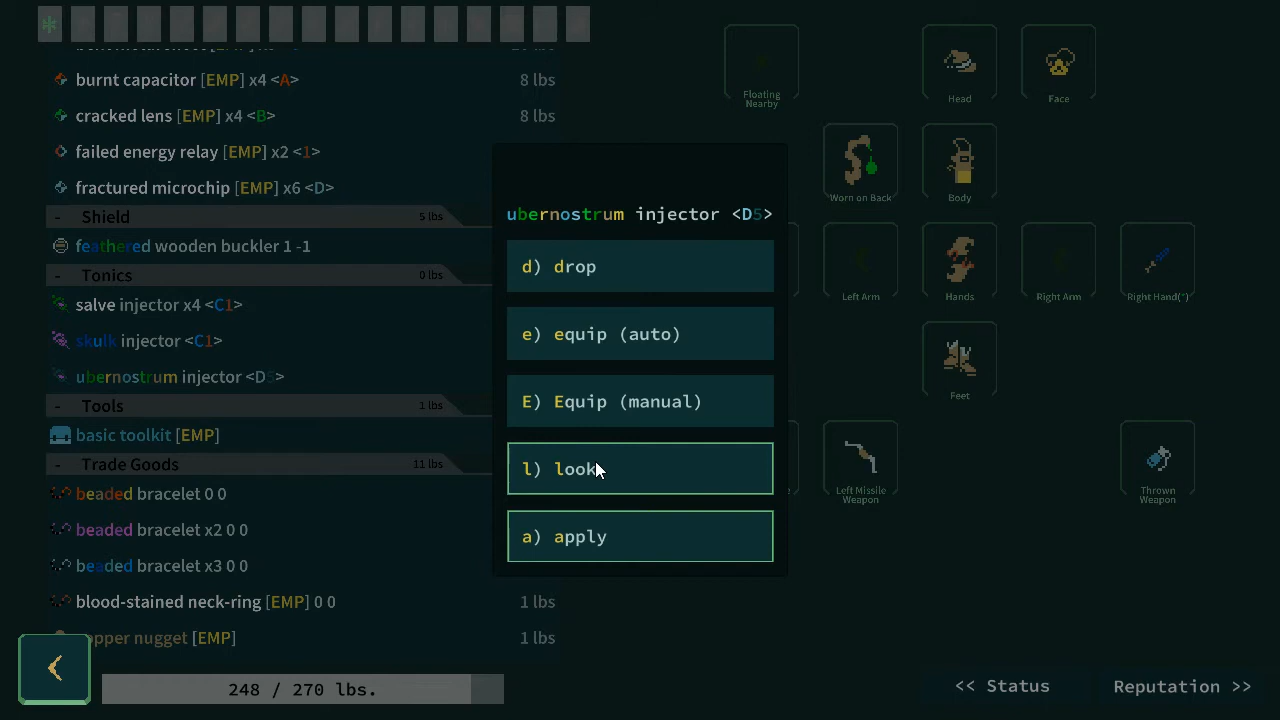 burnt capacitor [EMP] x4 <A> 8 lbs
cracked lens [EMP] x4 <B> 8 lbs
failed energy relay [EMP] x2 <1>
fractured microchip [EMP] x6 <D>
- Shield 5 lbs
feathered wooden buckler 1 -1
- Tonics 0 lbs
salve injector x4 <C1>
skulk injector <C1>
ubernostrum injector <D5>
- Tools 1 lbs
basic toolkit [EMP]
- Trade Goods 11 lbs
beaded bracelet 0 0
beaded bracelet x2 0 0
beaded bracelet x3 0 0
blood-stained neck-ring [EMP] 0 0 1 lbs
copper nugget [EMP] 1 lbs
248 / 270 lbs.
ubernostrum injector <D5>
d) drop
e) equip (auto)
E) Equip (manual)
l) look
a) apply
Floating
Nearby
Head
Face
Worn on Back
Body
Left Arm
Hands
Right Arm
Right Hand(*)
Feet
Left Missile
Weapon
Thrown
Weapon
<< Status
Reputation >>